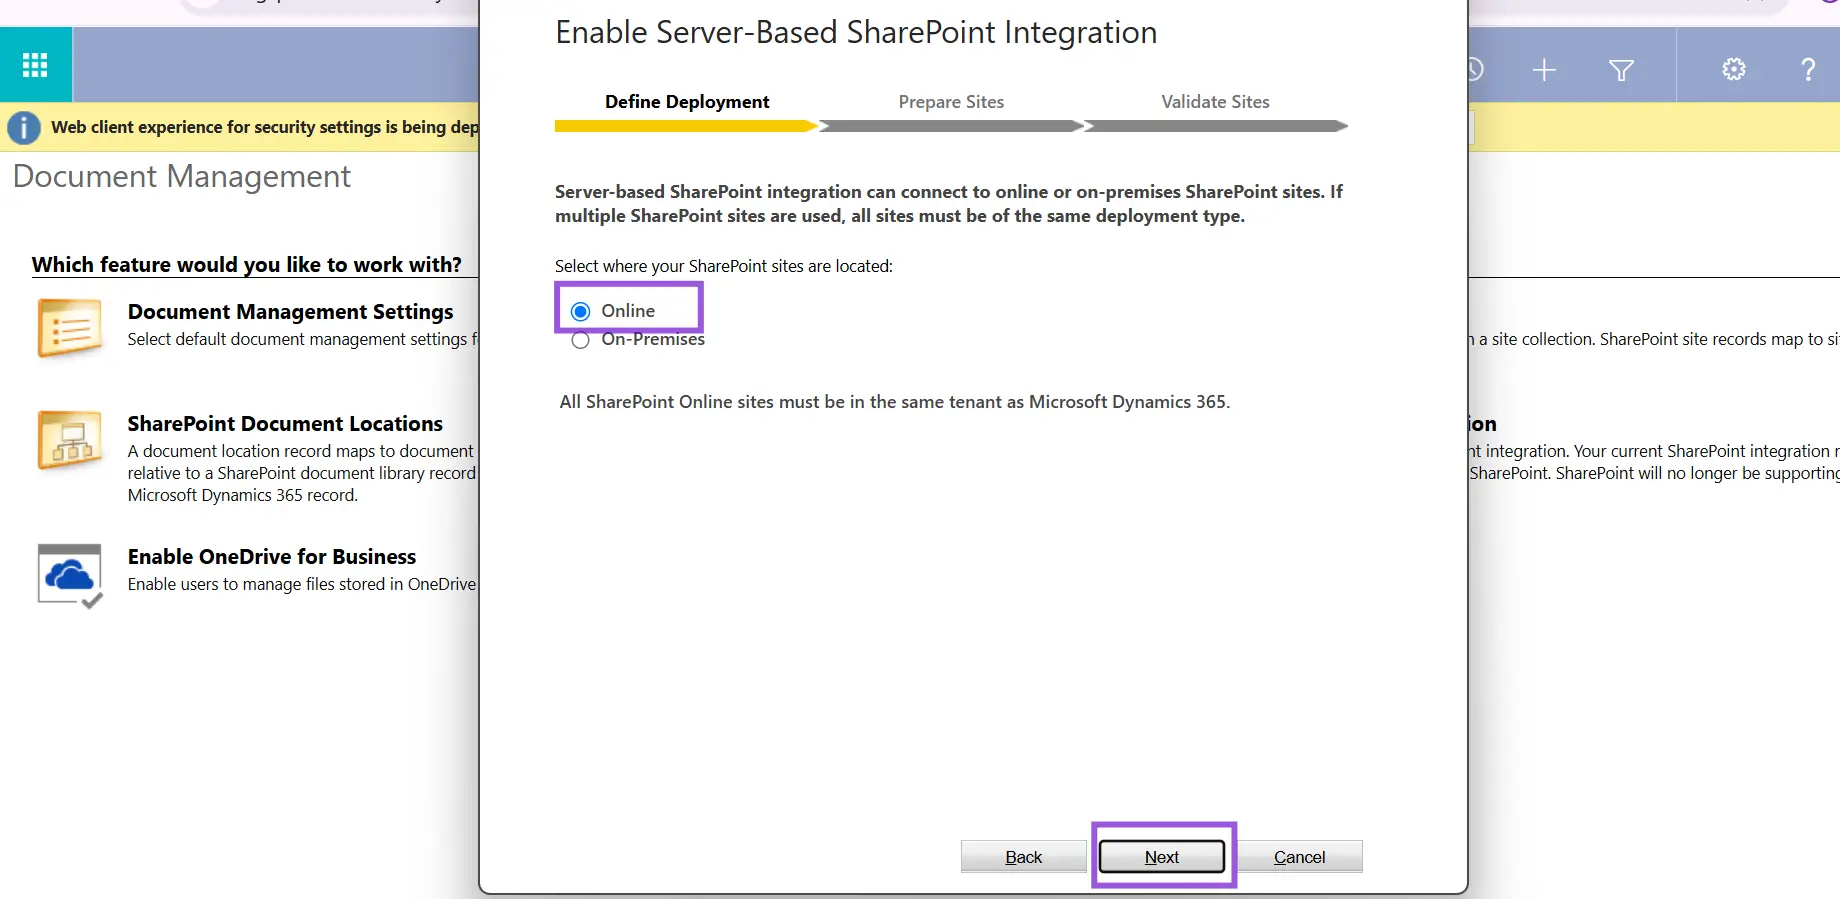 Enable Server-Based SharePoint Integration
Define Deployment
Prepare Sites
Validate Sites
Web client experience for security settings is being dep
Document Management
Server-based SharePoint integration can connect to online or on-premises SharePoint sites. If
multiple SharePoint sites are used, all sites must be of the same deployment type.
Which feature would you like to work with?
Select where your SharePoint sites are located:
Document Management Settings
Select default document management settings f
Online
On-Premises
a site collection. SharePoint site records map to si
All SharePoint Online sites must be in the same tenant as Microsoft Dynamics 365.
SharePoint Document Locations
A document location record maps to document
relative to a SharePoint document library record
Microsoft Dynamics 365 record.
ion
nt integration. Your current SharePoint integration
SharePoint. SharePoint will no longer be supporting
Enable OneDrive for Business
Enable users to manage files stored in OneDrive
Back
Next
Cancel